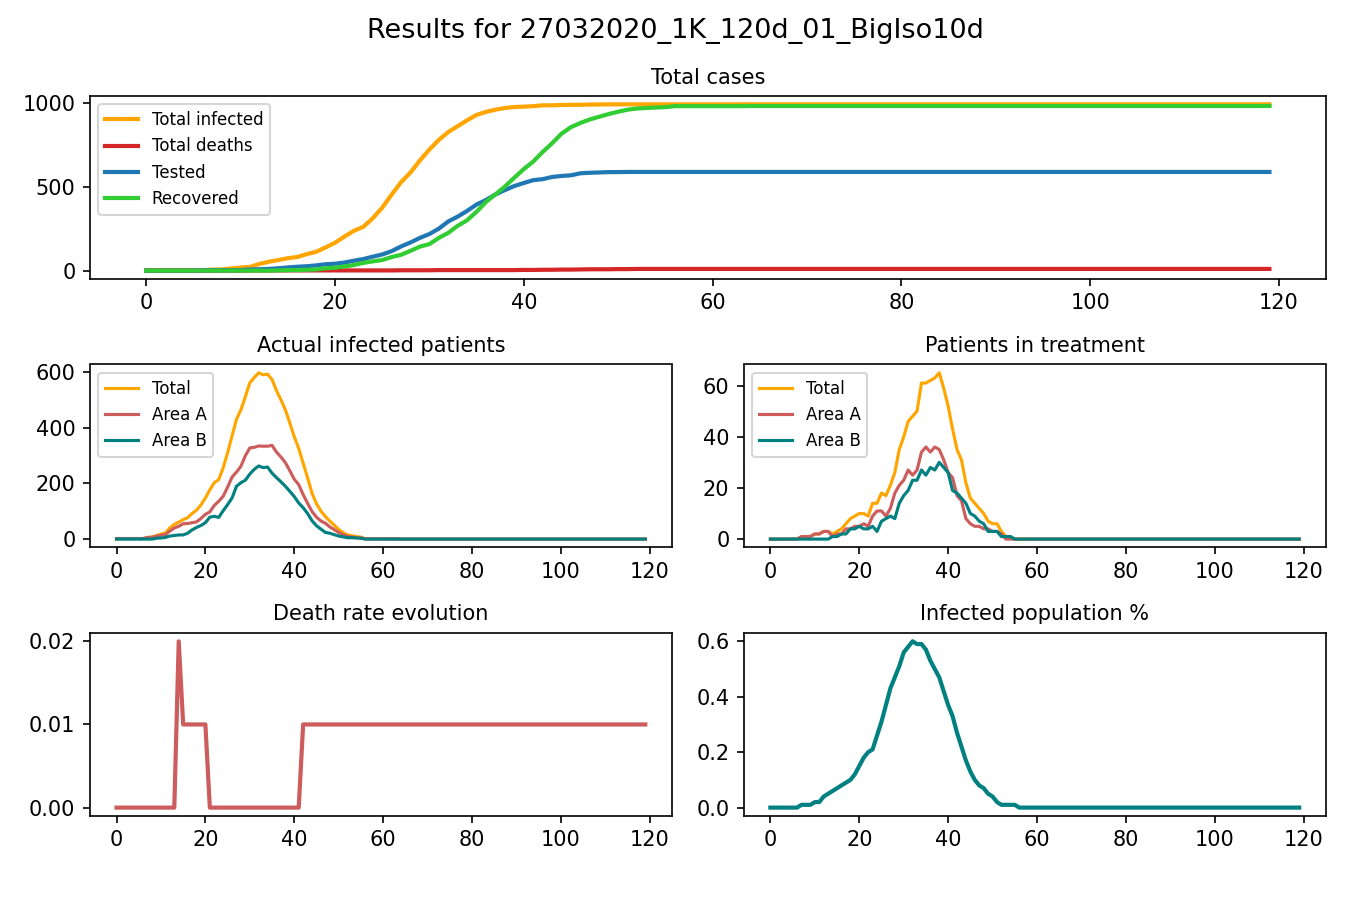 Results for 27032020_1K_120d_01_BigIso10d
Total cases
1000
500
0
Total infected
Total deaths
Tested
Recovered
0 20 40 60 80 100 120
Actual infected patients
600
400
200
0
Total
Area A
Area B
0 20 40 60 80 100 120
Patients in treatment
60
40
20
0
Total
Area A
Area B
0 20 40 60 80 100 120
Death rate evolution
0.02
0.01
0.00
0 20 40 60 80 100 120
Infected population %
0.6
0.4
0.2
0.0
0 20 40 60 80 100 120